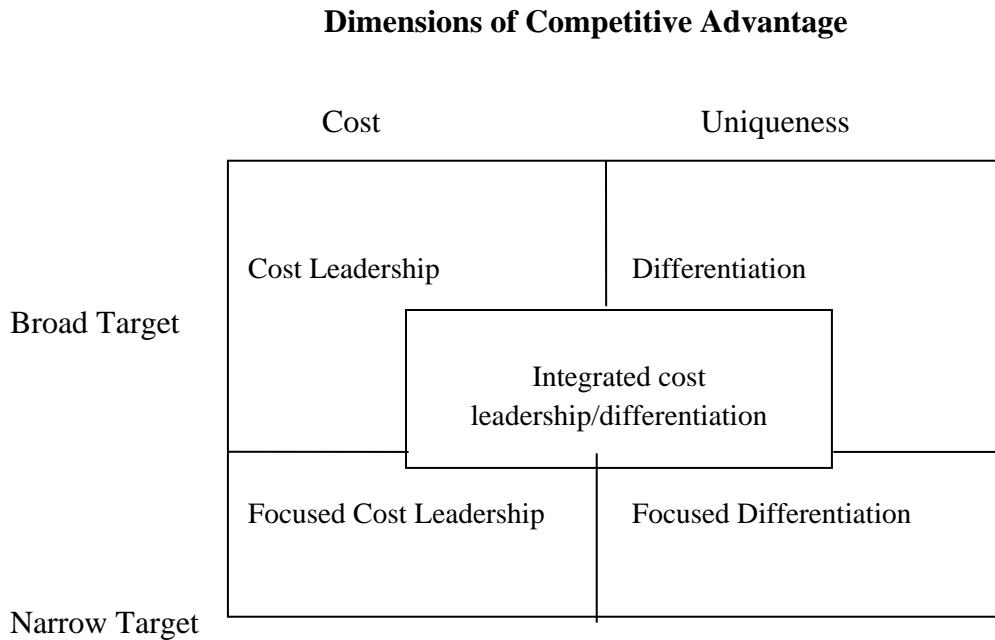 Dimensions of Competitive Advantage
Cost
Uniqueness
Cost Leadership
Differentiation
Broad Target
Integrated cost
leadership/differentiation
Focused Cost Leadership
Focused Differentiation
Narrow Target